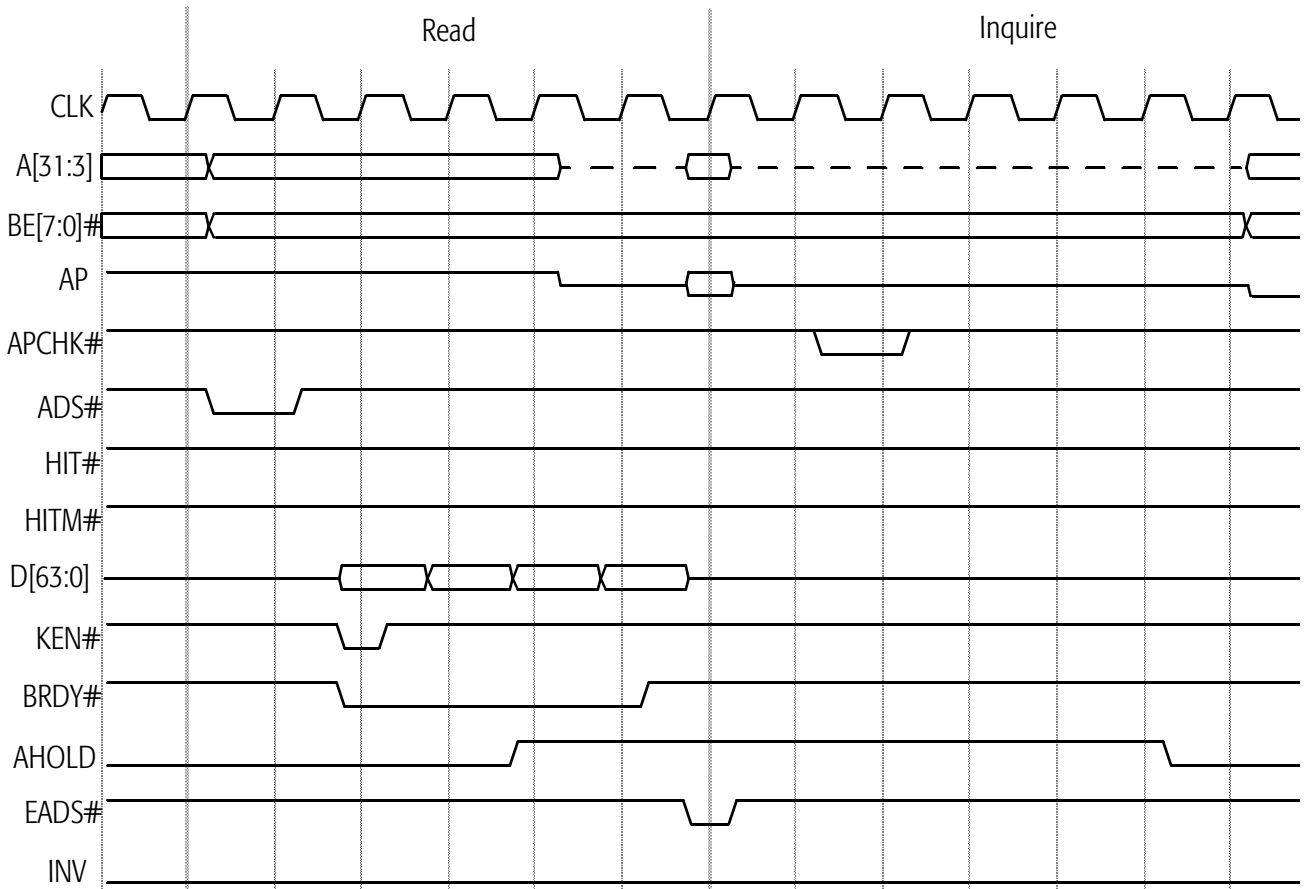 Read
Inquire
CLK
A[31:3]
BE[7:0]#
AP
APCHK#
ADS#
HIT#
HITM#
D[63:0]
KEN#
BRDY#
AHOLD
EADS#
INV